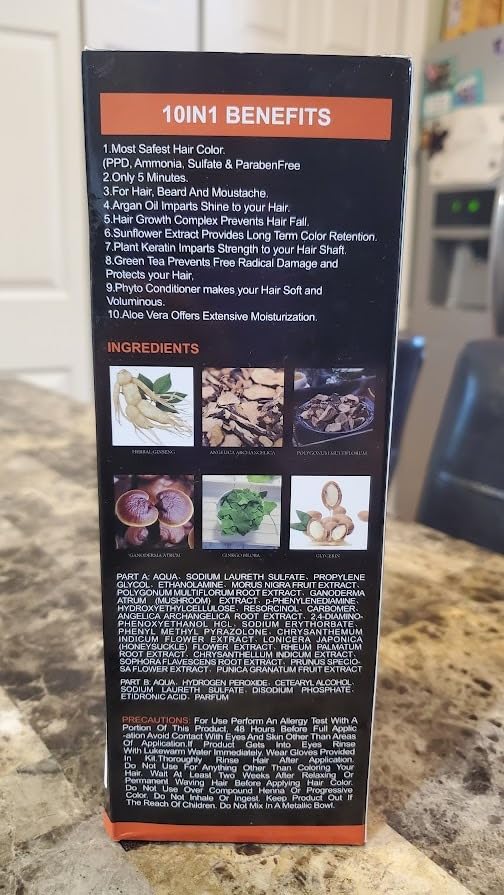 10IN1 BENEFITS
1.Most Safest Hair Color.
(PPD, Ammonia, Sulfate & ParabenFree
2.Only 5 Minutes.
3.For Hair, Beard And Moustache.
4.Argan Oil Imparts Shine to your Hair.
5.Hair Growth Complex Prevents Hair Fall.
6.Sunflower Extract Provides Long Term Color Retention.
7.Plant Keratin Imparts Strength to your Hair Shaft.
8.Green Tea Prevents Free Radical Damage and
Protects your Hair,
9.Phyto Conditioner makes your Hair Soft and
Voluminous.
10.Aloe Vera Offers Extensive Moisturization.
INGREDIENTS
HERBAL GINSENG
ANGELICA ARCHANGELICA
POLYGONUM MULTIFLORUM
GANODERMA ATRUM
GINKGO BILOBA
GLYCERIN
PART A: AQUA, SODIUM LAURETH SULFATE, PROPYLENE
GLYCOL, ETHANOLAMINE, MORUS NIGRA FRUIT EXTRACT,
POLYGONUM MULTIFLORUM ROOT EXTRACT, GANODERMA
ATRUM (MUSHROOM) EXTRACT, p-PHENYLENEDIAMINE,
HYDROXYETHYLCELLULOSE, RESORCINOL, CARBOMER,
ANGELICA ARCHANGELICA ROOT EXTRACT, 2,4-DIAMINO-
PHENOXYETHANOL HCL, SODIUM ERYTHORBATE,
PHENYL METHYL PYRAZOLONE, CHRYSANTHEMUM
INDICUM FLOWER EXTRACT, LONICERA JAPONICA
(HONEYSUCKLE) FLOWER EXTRACT, RHEUM PALMATUM
ROOT EXTRACT, CHRYSANTHELLUM INDICUM EXTRACT,
SOPHORA FLAVESCENS ROOT EXTRACT, PRUNUS SPECIO-
SA FLOWER EXTRACT, PUNICA GRANATUM FRUIT EXTRACT
PART B: AQUA, HYDROGEN PEROXIDE, CETEARYL ALCOHOL,
SODIUM LAURETH SULFATE, DISODIUM PHOSPHATE,
ETIDRONIC ACID, PARFUM
PRECAUTIONS: For Use Perform An Allergy Test With A
Portion Of This Product, 48 Hours Before Full Applic
-ation Avoid Contact With Eyes And Skin Other Than Areas
Of Application.If Product Gets Into Eyes Rinse
With Lukewarm Water Immediately. Wear Gloves Provided
In Kit.Thoroughly Rinse Hair After Application.
Do Not Use For Anything Other Than Coloring Your
Hair. Wait At Least Two Weeks After Relaxing Or
Permanent Waving Hair Before Applying Hair Color.
Do Not Use Over Compound Henna Or Progressive
Color. Do Not Inhale Or Ingest. Keep Product Out If
The Reach Of Children. Do Not Mix In A Metallic Bowl.